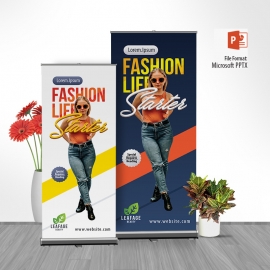 Lorem.Ipsum
FASHION
LIFE
Starter
LEAFAGE
www.website.com
Lorem.Ipsum
FASHION
LIFE
Starter
Special
LEAFAGE
www.website.com
P
File Format:
Microsoft PPTX